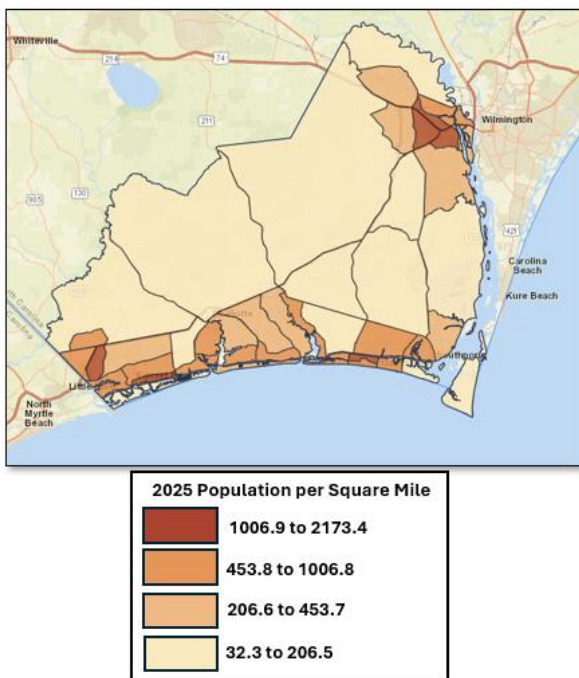 Whiteville
214
74
211
Wilmington
130
905
421
Carolina
Beach
Kure Beach
North
Myrtle
Beach
2025 Population per Square Mile
1006.9 to 2173.4
453.8 to 1006.8
206.6 to 453.7
32.3 to 206.5